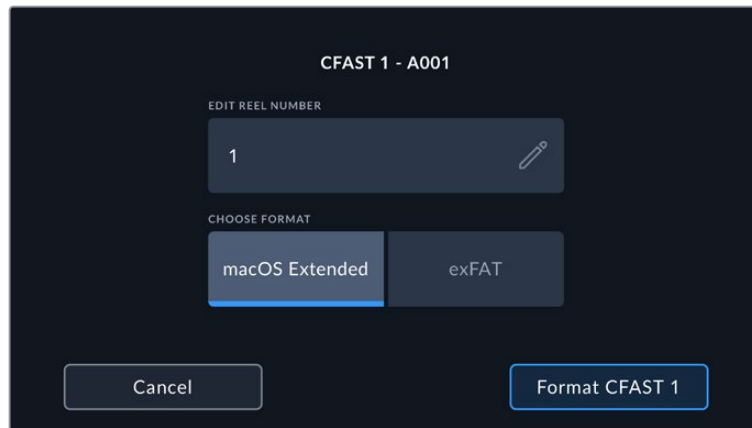 CFAST 1 - A001
EDIT REEL NUMBER
1
CHOOSE FORMAT
macOS Extended exFAT
Cancel Format CFAST 1